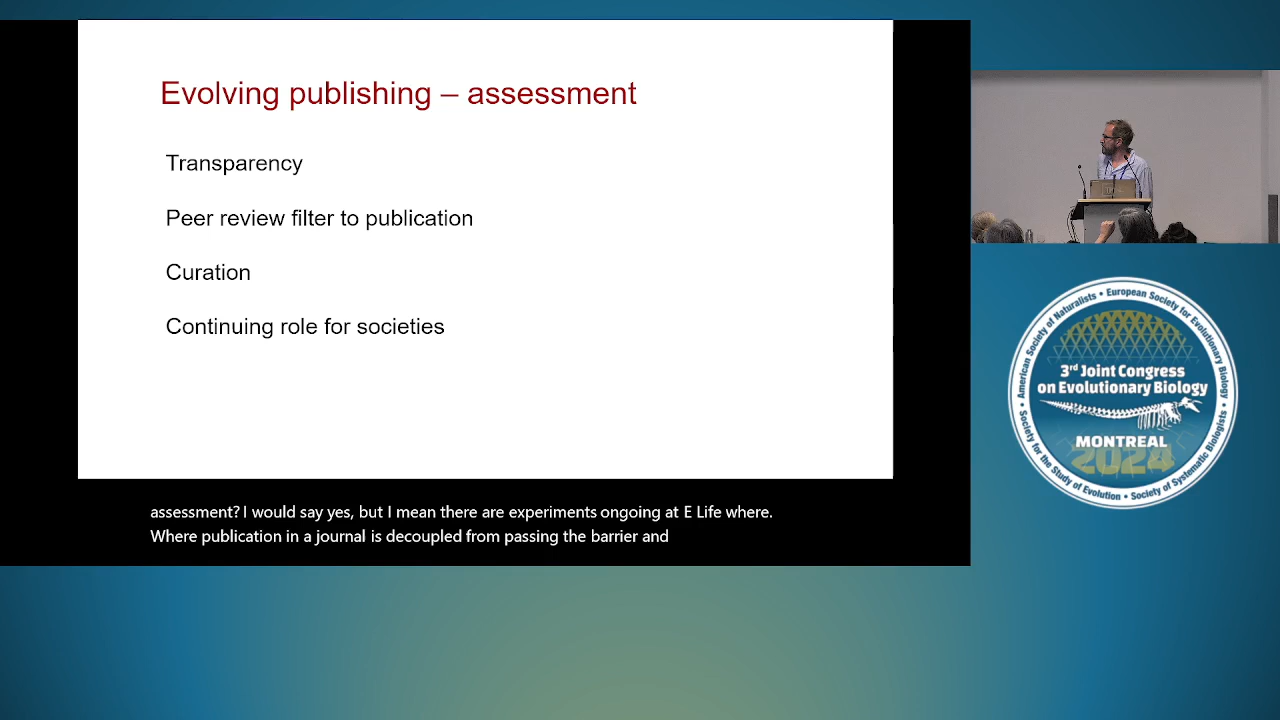 Evolving publishing – assessment
Transparency
Peer review filter to publication
Curation
Continuing role for societies
assessment? I would say yes, but I mean there are experiments ongoing at E Life where.
Where publication in a journal is decoupled from passing the barrier and
American Society of Naturalists • European Society for Evolutionary Biology • Society of Systematic Biologists • Society for the Study of Evolution •
3rd Joint Congress
on Evolutionary Biology
MONTREAL
2024